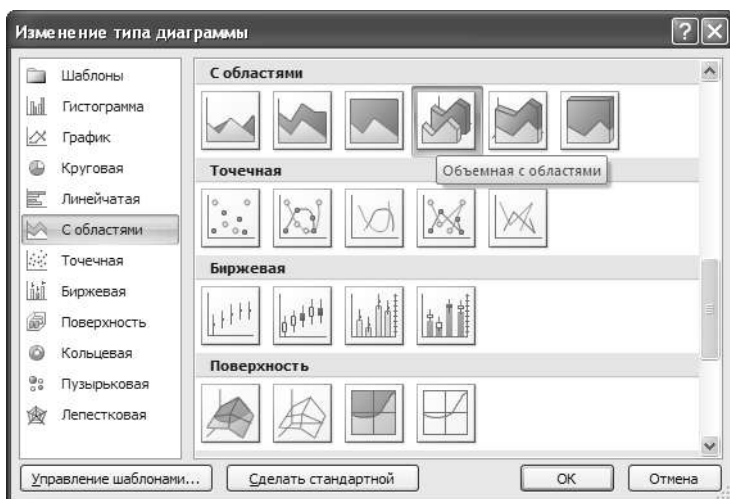 Изменение типа диаграммы
Шаблоны
Гистограмма
График
Круговая
Линейчатая
С областями
Точечная
Биржевая
Поверхность
Кольцевая
Пузырьковая
Лепестковая
С областями
Объемная с областями
Точечная
Биржевая
Поверхность
Управление шаблонами...
Сделать стандартной
ОК
Отмена